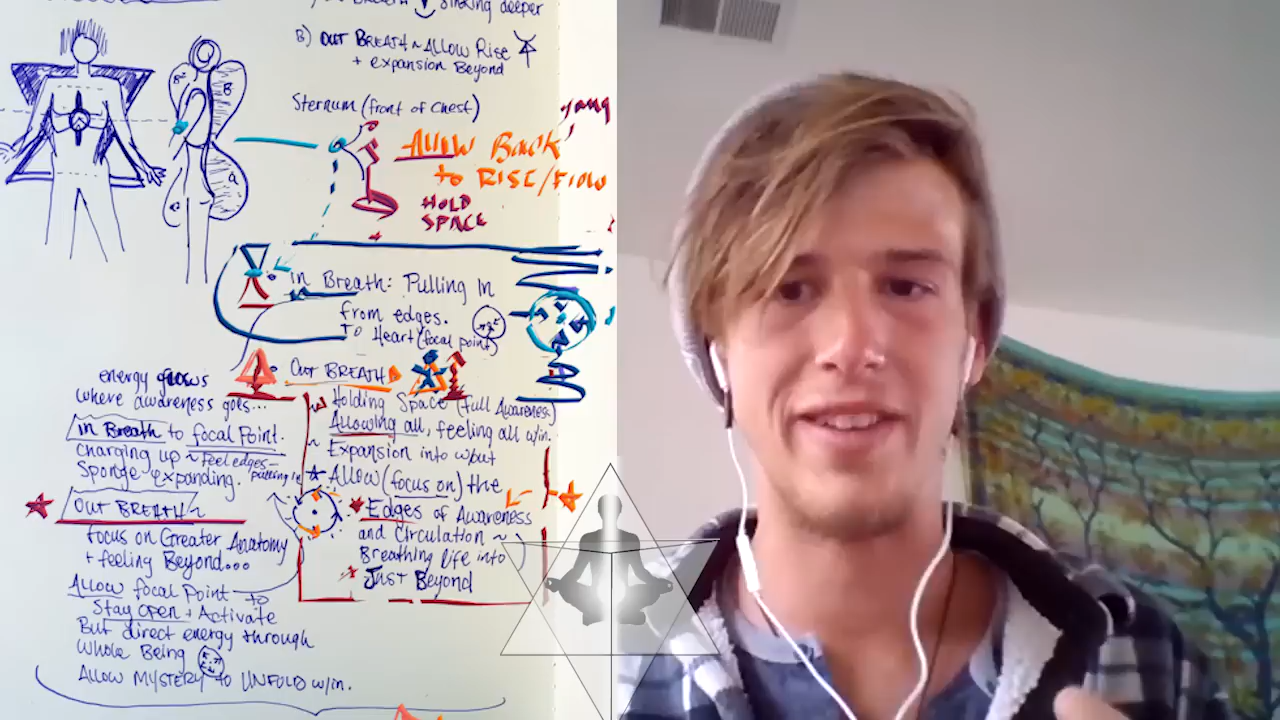 Sinking deeper
B) OUT BREATH ~ ALLOW Rise
+ expansion Beyond
Sternum (front of Chest)
yang
ALLOW Back
to RISE/FLOW
HOLD
SPACE
in Breath: Pulling In
from edges.
TO Heart (focal point)
OUT BREATH
Holding Space (full Awareness)
Allowing all, feeling all w/in.
Expansion into w/out
Allow (focus on) the
Edges of Awareness
and Circulation ~
Breathing life into
Just Beyond
energy flows
where awareness goes...
in Breath to focal Point.
charging up ~ feel edges
Sponge expanding. pulling in
OUT BREATH ~
focus on Greater Anatomy
+ feeling Beyond...
Allow focal Point to
Stay open + Activate
But direct energy through
Whole Being
ALLOW MYSTERY to UNFOLD w/in.
B
a